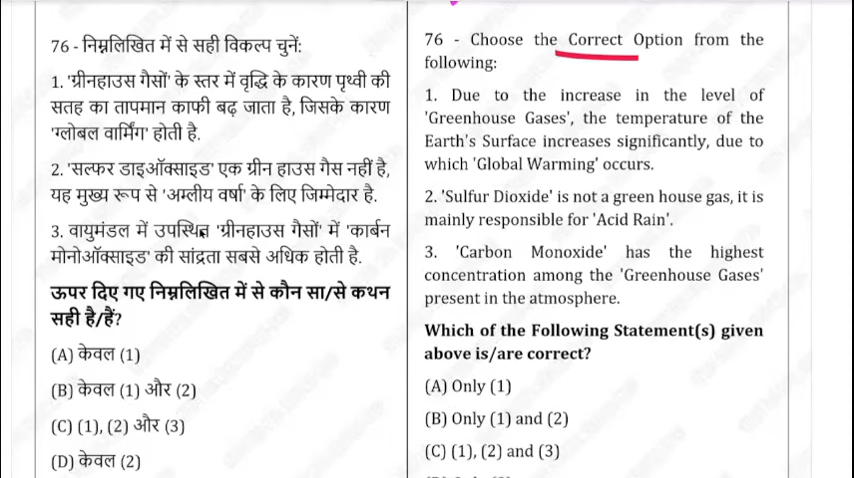 76 - निम्नलिखित में से सही विकल्प चुनें:
1. 'ग्रीनहाउस गैसों' के स्तर में वृद्धि के कारण पृथ्वी की
सतह का तापमान काफी बढ़ जाता है, जिसके कारण
'ग्लोबल वार्मिंग' होती है.
2. 'सल्फर डाइऑक्साइड' एक ग्रीन हाउस गैस नहीं है,
यह मुख्य रूप से 'अम्लीय वर्षा' के लिए जिम्मेदार है.
3. वायुमंडल में उपस्थित 'ग्रीनहाउस गैसों' में 'कार्बन
मोनोऑक्साइड' की सांद्रता सबसे अधिक होती है.
ऊपर दिए गए निम्नलिखित में से कौन सा/से कथन
सही है/हैं?
(A) केवल (1)
(B) केवल (1) और (2)
(C) (1), (2) और (3)
(D) केवल (2)
76 - Choose the Correct Option from the
following:
1. Due to the increase in the level of
'Greenhouse Gases', the temperature of the
Earth's Surface increases significantly, due to
which 'Global Warming' occurs.
2. 'Sulfur Dioxide' is not a green house gas, it is
mainly responsible for 'Acid Rain'.
3. 'Carbon Monoxide' has the highest
concentration among the 'Greenhouse Gases'
present in the atmosphere.
Which of the Following Statement(s) given
above is/are correct?
(A) Only (1)
(B) Only (1) and (2)
(C) (1), (2) and (3)